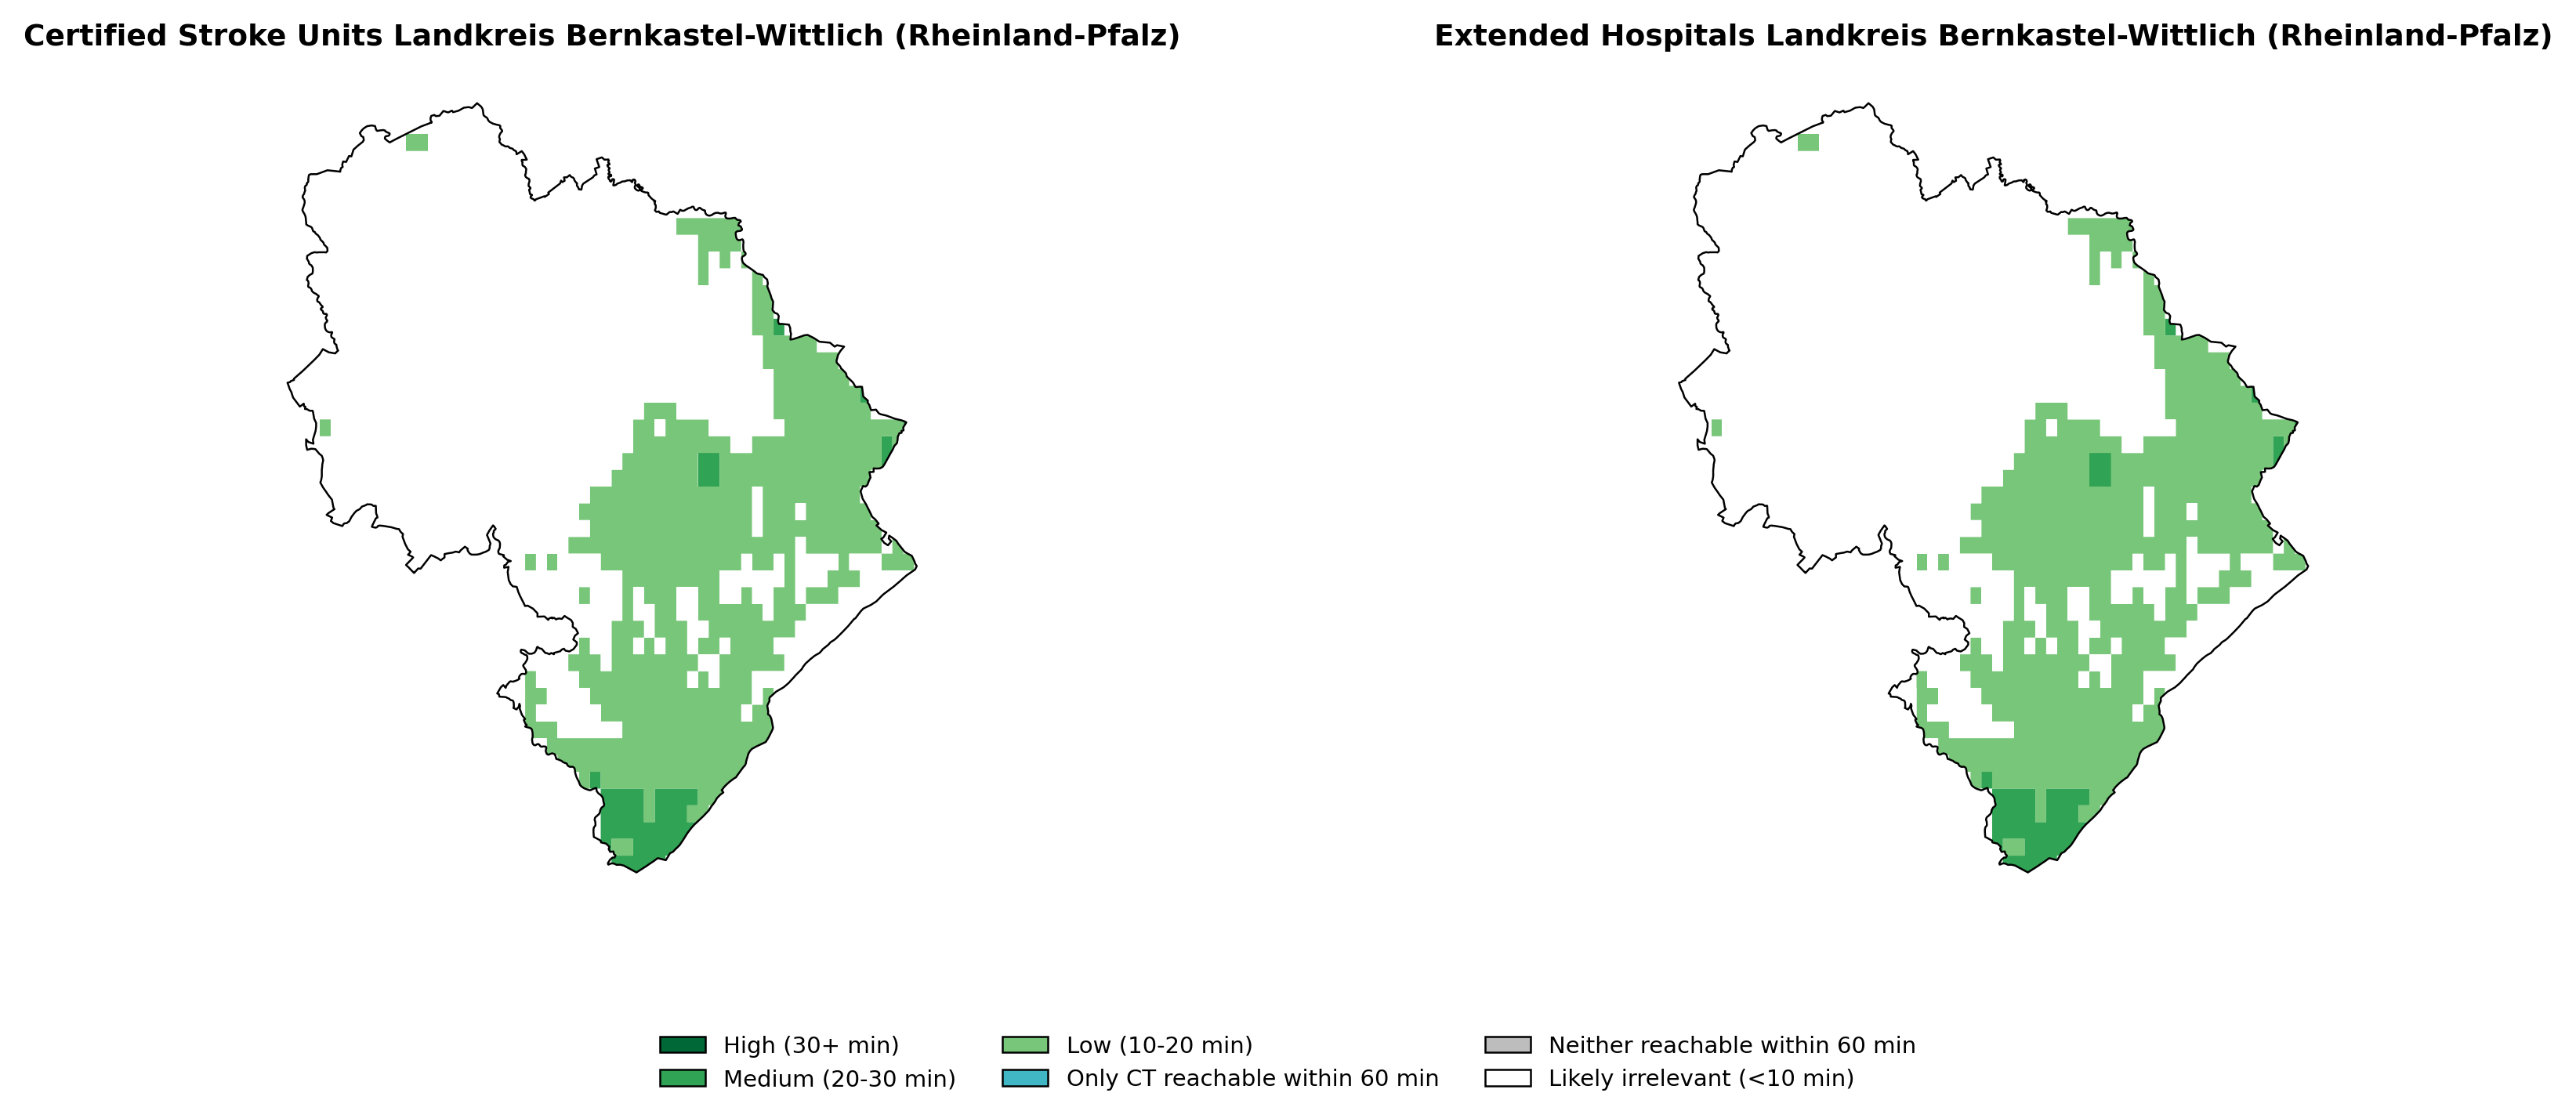 Certified Stroke Units Landkreis Bernkastel-Wittlich (Rheinland-Pfalz)
Extended Hospitals Landkreis Bernkastel-Wittlich (Rheinland-Pfalz)
High (30+ min)
Medium (20-30 min)
Low (10-20 min)
Only CT reachable within 60 min
Neither reachable within 60 min
Likely irrelevant (<10 min)